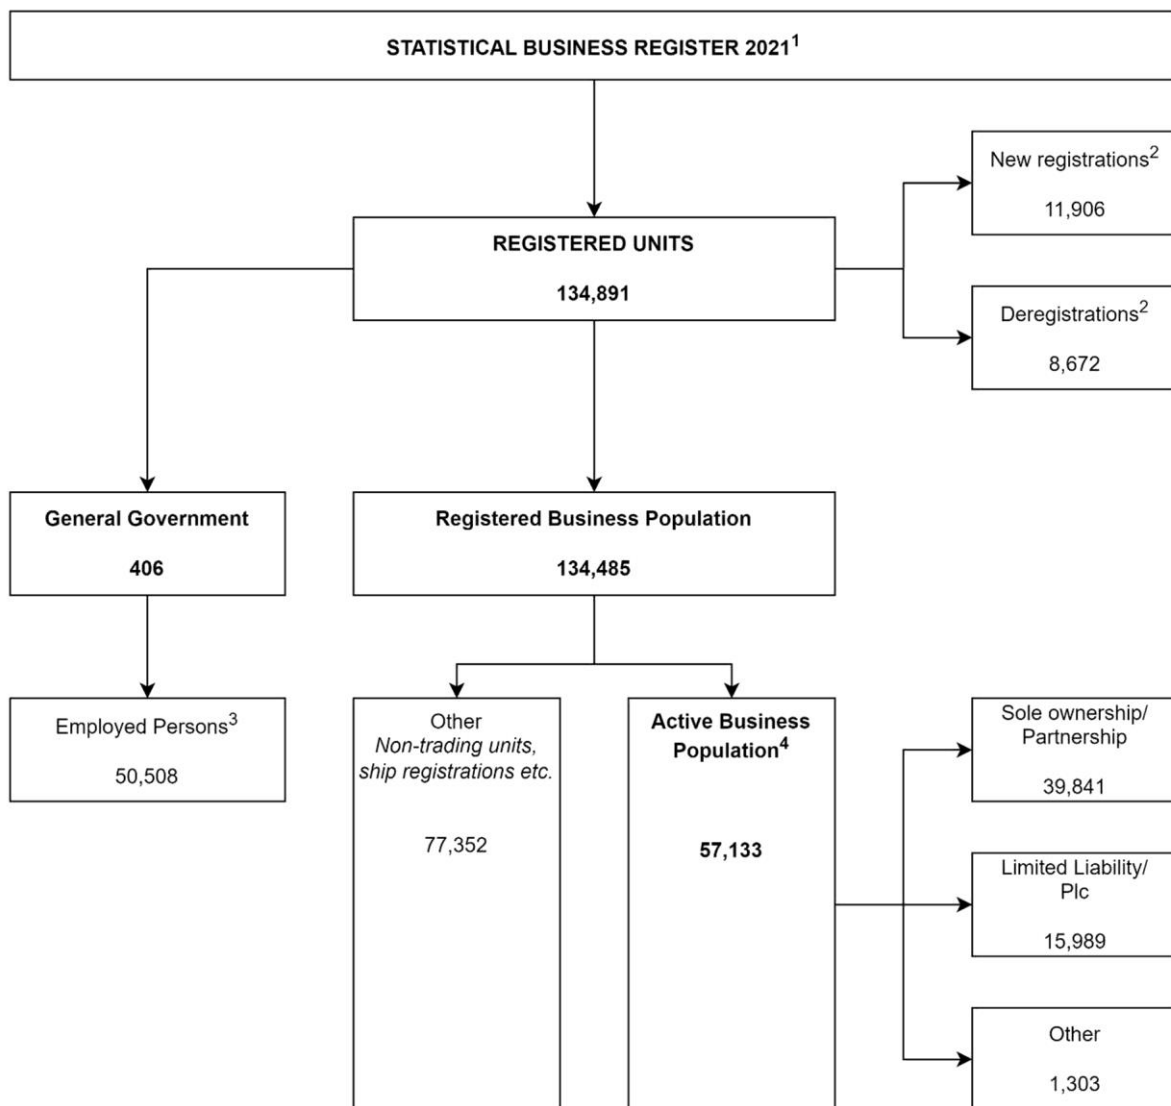 STATISTICAL BUSINESS REGISTER 2021¹
New registrations²
11,906
REGISTERED UNITS
134,891
Deregistrations²
8,672
General Government
406
Registered Business Population
134,485
Employed Persons³
50,508
Other
Non-trading units,
ship registrations etc.
77,352
Active Business
Population⁴
57,133
Sole ownership/
Partnership
39,841
Limited Liability/
Plc
15,989
Other
1,303